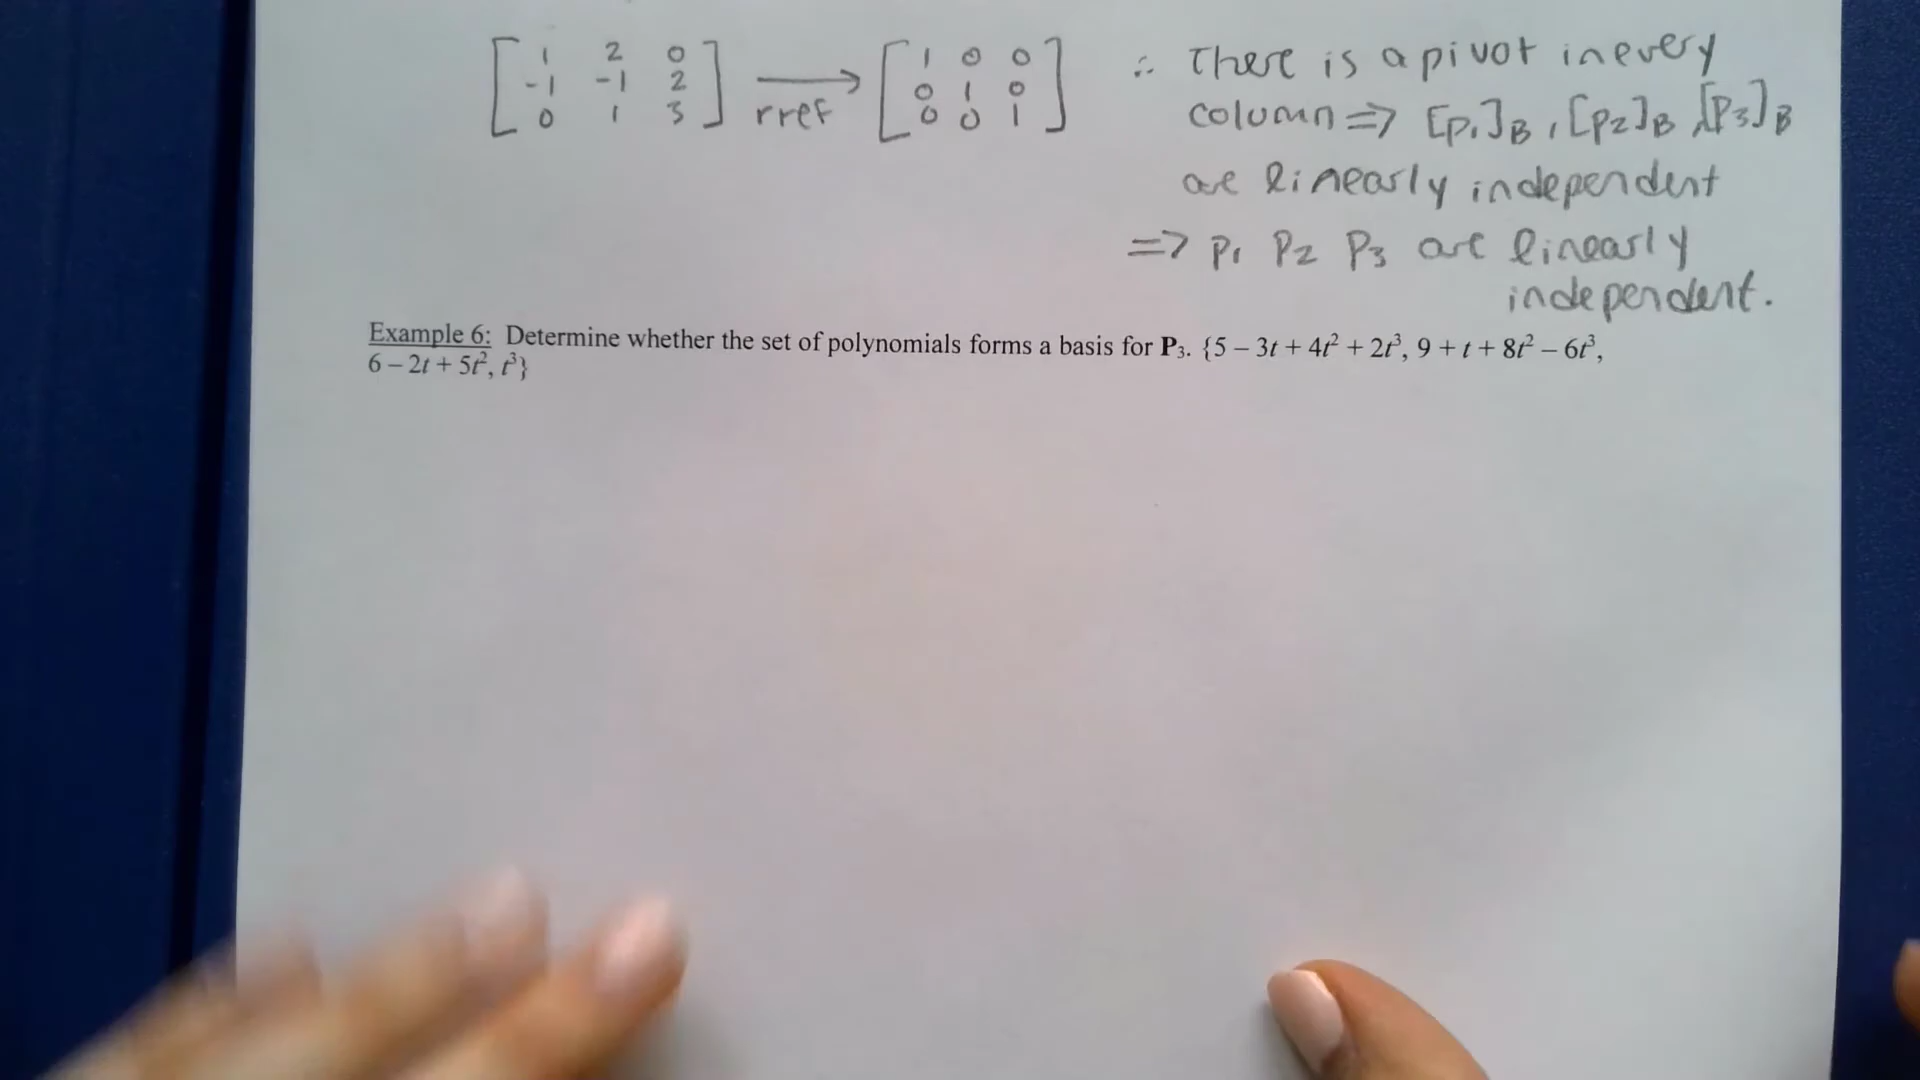 [ 1 2 0 ] [ 1 0 0 ] ∴ There is a pivot in every
[ -1 -1 2 ] → [ 0 1 0 ]
[ 0 1 3 ] rref [ 0 0 1 ] column => [p₁]B, [p₂]B, [p₃]B
are linearly independent
=> p₁ p₂ p₃ are linearly
independent.
Example 6: Determine whether the set of polynomials forms a basis for P₃. {5 – 3t + 4t² + 2t³, 9 + t + 8t² – 6t³,
6 – 2t + 5t², t³}